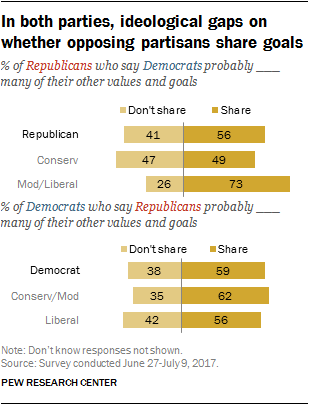 In both parties, ideological gaps on
whether opposing partisans share goals
% of Republicans who say Democrats probably ____
many of their other values and goals
Don't share Share
Republican 41 56
Conserv 47 49
Mod/Liberal 26 73
% of Democrats who say Republicans probably ____
many of their other values and goals
Don't share Share
Democrat 38 59
Conserv/Mod 35 62
Liberal 42 56
Note: Don't know responses not shown.
Source: Survey conducted June 27-July 9, 2017.
PEW RESEARCH CENTER